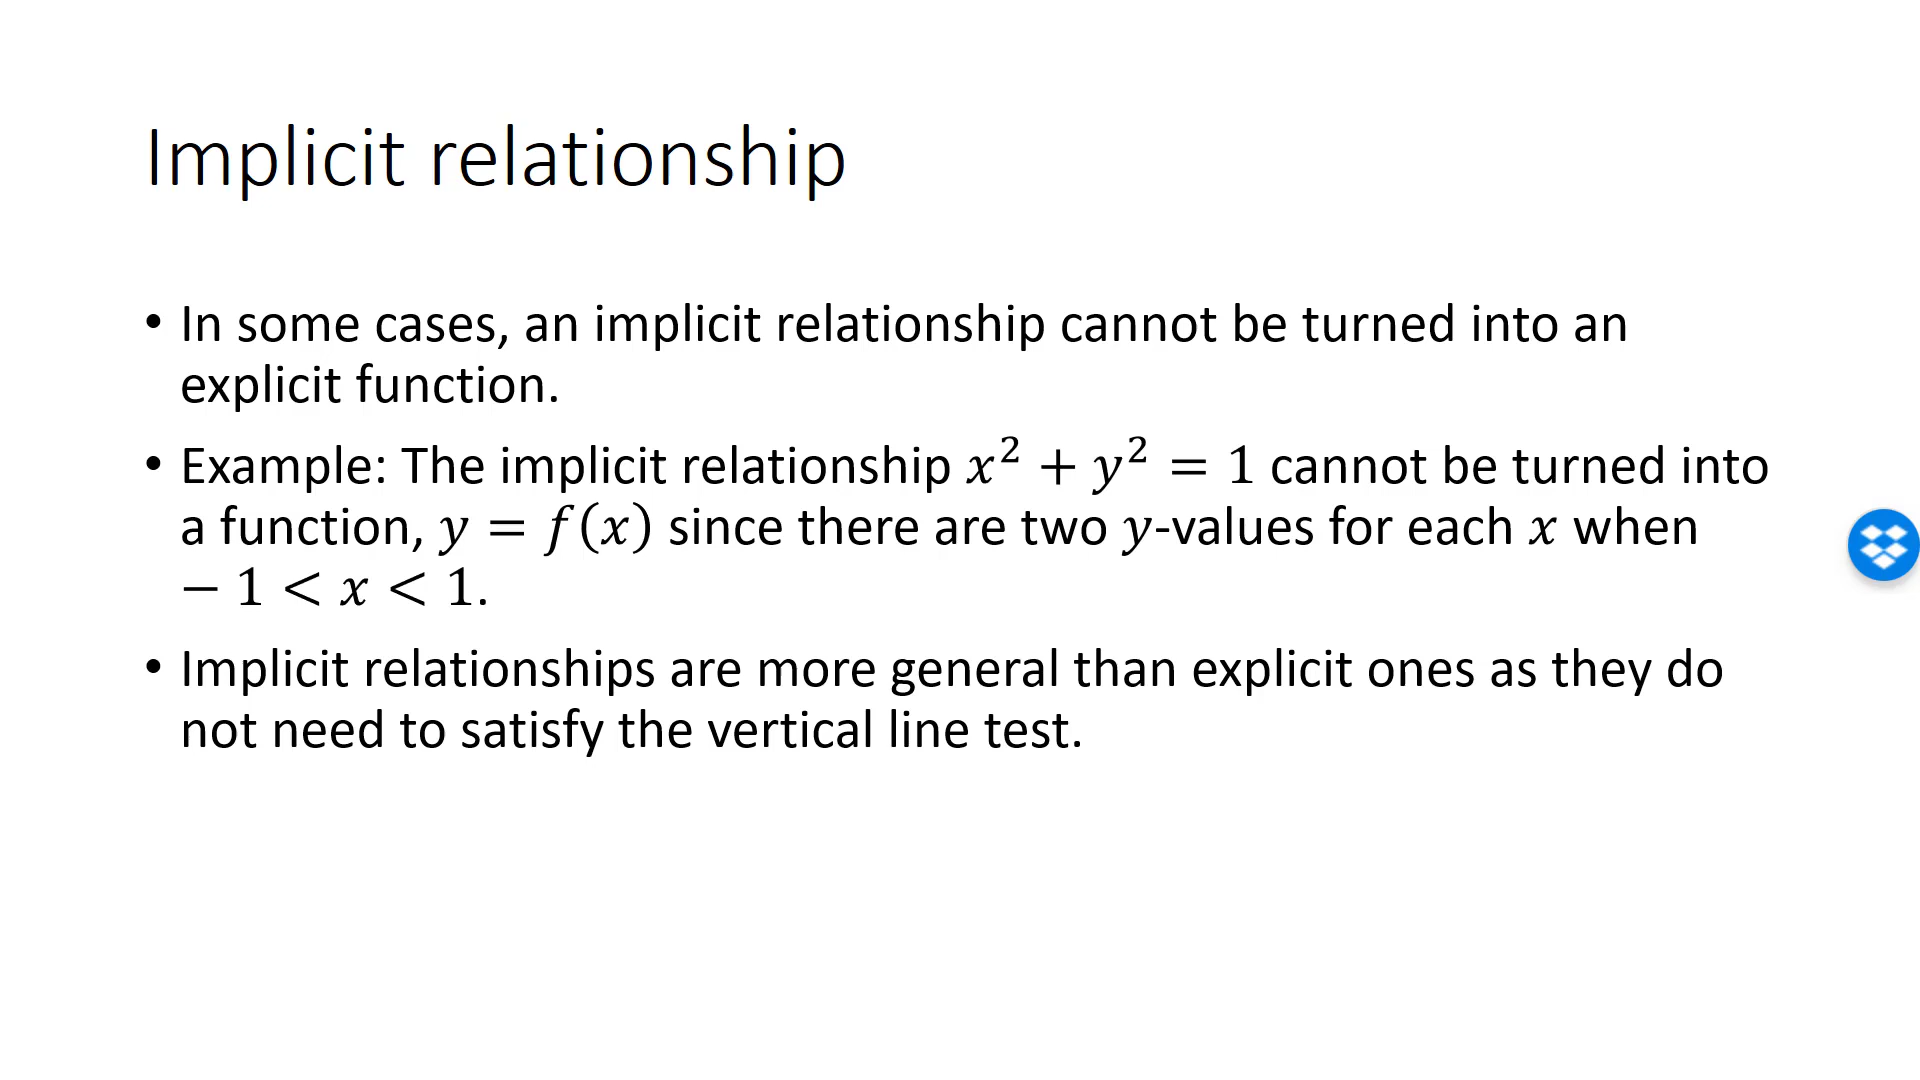 Implicit relationship
• In some cases, an implicit relationship cannot be turned into an
explicit function.
• Example: The implicit relationship 𝑥² + 𝑦² = 1 cannot be turned into
a function, 𝑦 = 𝑓(𝑥) since there are two 𝑦-values for each 𝑥 when
− 1 < 𝑥 < 1.
• Implicit relationships are more general than explicit ones as they do
not need to satisfy the vertical line test.